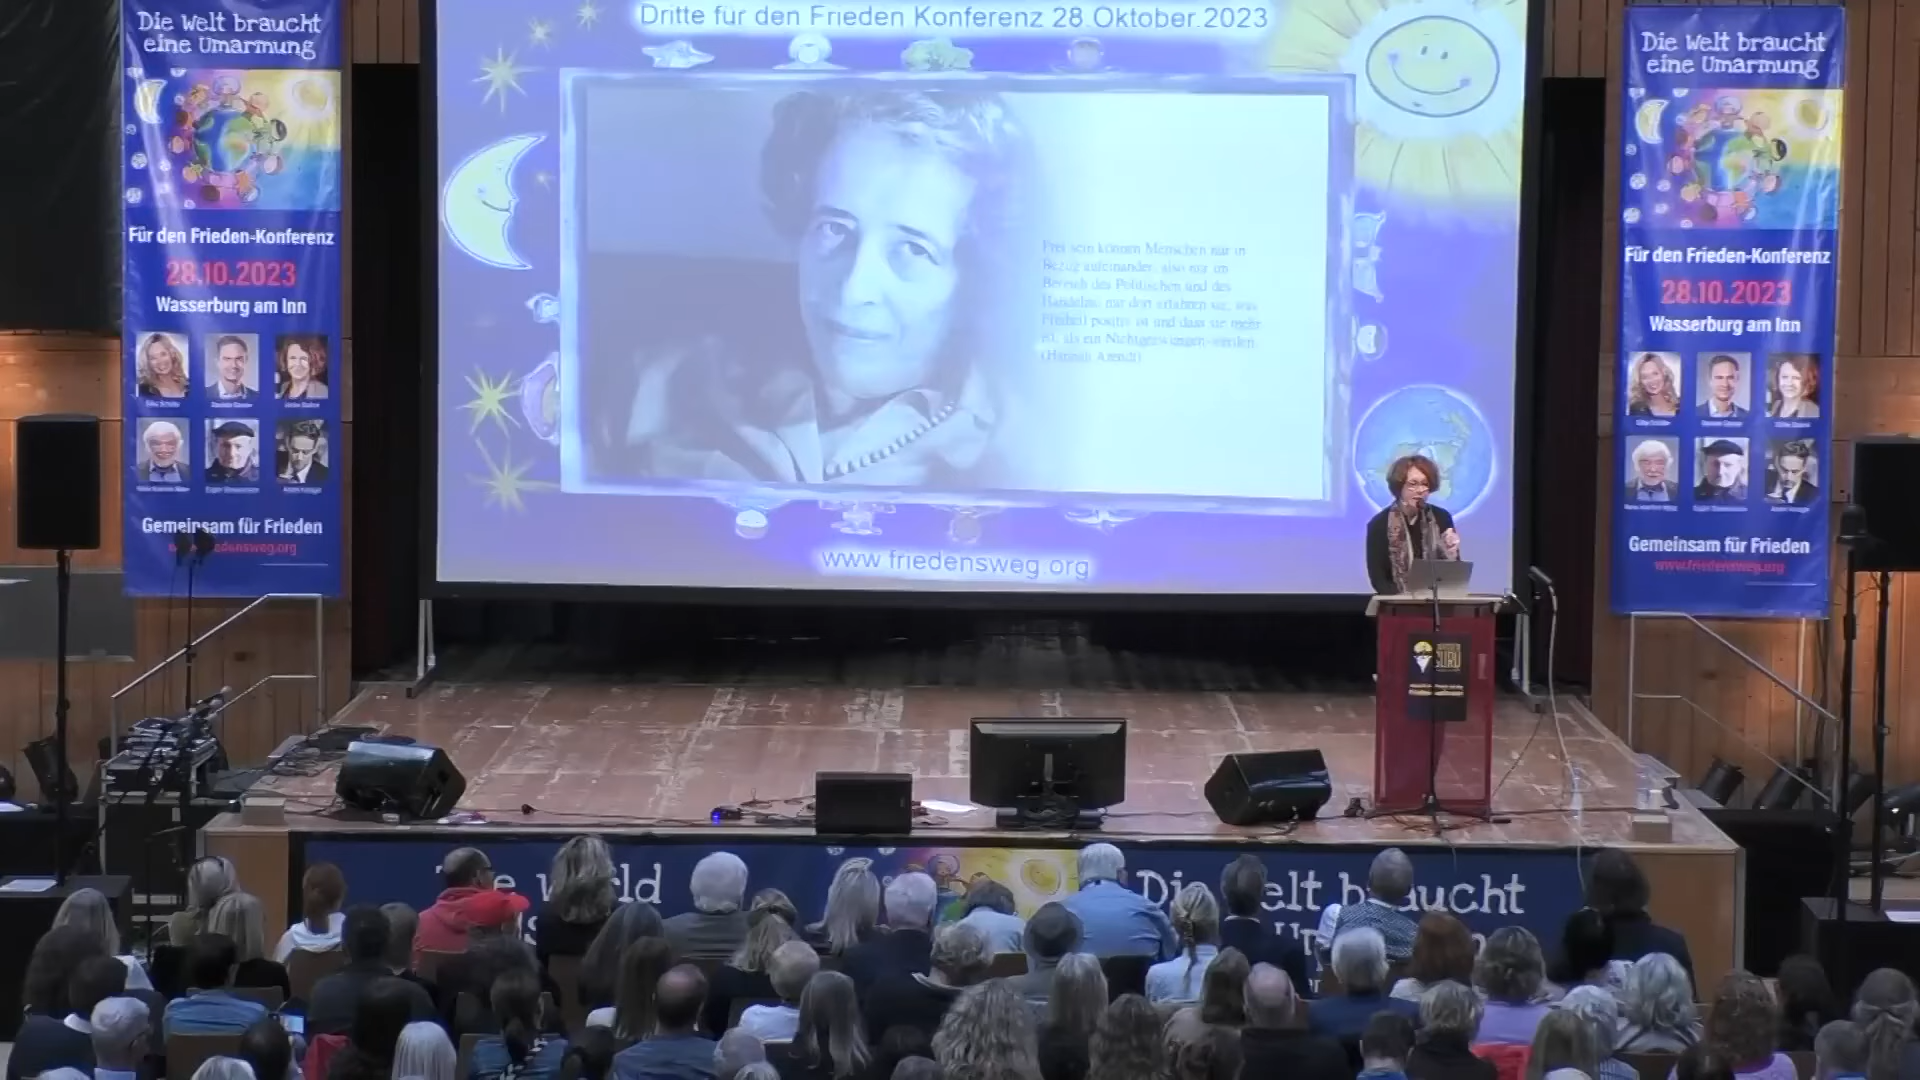 Die Welt braucht
eine Umarmung
Für den Frieden-Konferenz
28.10.2023
Wasserburg am Inn
Gemeinsam für Frieden
Dritte für den Frieden Konferenz 28.Oktober.2023
Frei sein können Menschen nur in
Bezug aufeinander, also nur im
Bereich des Politischen und des
Handelns; nur dort erfahren sie, was
Freiheit positiv ist und dass sie mehr
ist, als ein Nichtgezwungen-werden.
(Hannah Arendt)
www.friedensweg.org
Die Welt braucht
eine Umarmung
Für den Frieden-Konferenz
28.10.2023
Wasserburg am Inn
Gemeinsam für Frieden
www.friedensweg.org
Die Welt braucht